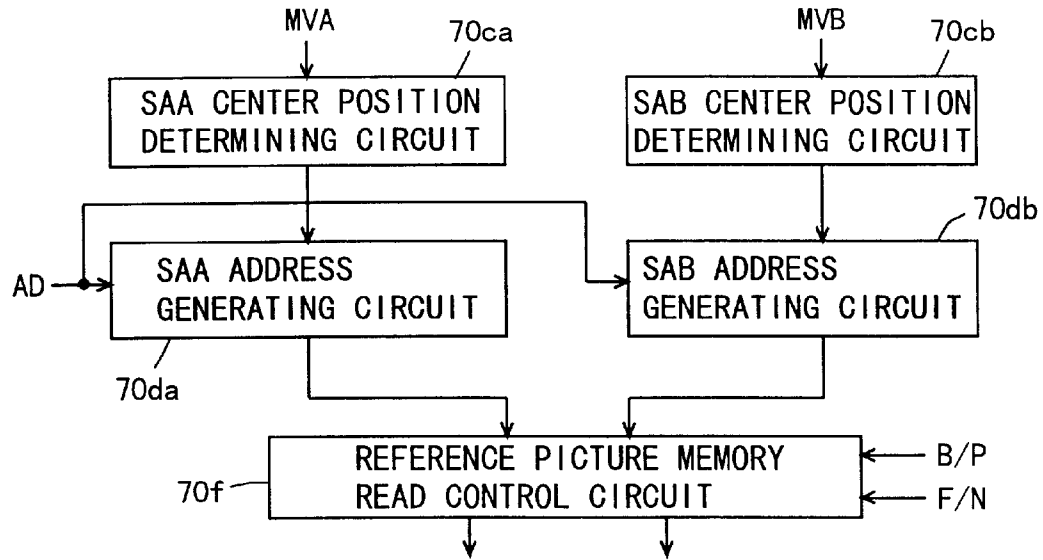 MVA
70ca
MVB
70cb
SAA CENTER POSITION
DETERMINING CIRCUIT
SAB CENTER POSITION
DETERMINING CIRCUIT
70db
AD
SAA ADDRESS
GENERATING CIRCUIT
SAB ADDRESS
GENERATING CIRCUIT
70da
REFERENCE PICTURE MEMORY
READ CONTROL CIRCUIT
B/P
70f
F/N